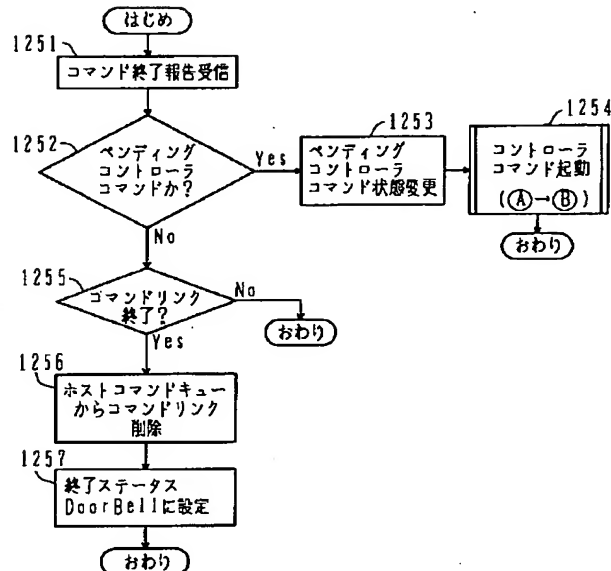 はじめ
1251
コマンド終了報告受信
1252
ペンディング
コントローラ
コマンドか?
Yes
1253
ペンディング
コントローラ
コマンド状態変更
1254
コントローラ
コマンド起動
(Ⓐ→Ⓑ)
おわり
No
1255
コマンドリンク
終了?
No
おわり
Yes
1256
ホストコマンドキュー
からコマンドリンク
削除
1257
終了ステータス
DoorBellに設定
おわり